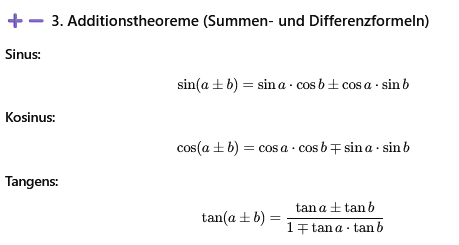 ➕➖ 3. Additionstheoreme (Summen- und Differenzformeln)
Sinus:
sin(a ± b) = sin a · cos b ± cos a · sin b
Kosinus:
cos(a ± b) = cos a · cos b ∓ sin a · sin b
Tangens:
tan(a ± b) = (tan a ± tan b) / (1 ∓ tan a · tan b)